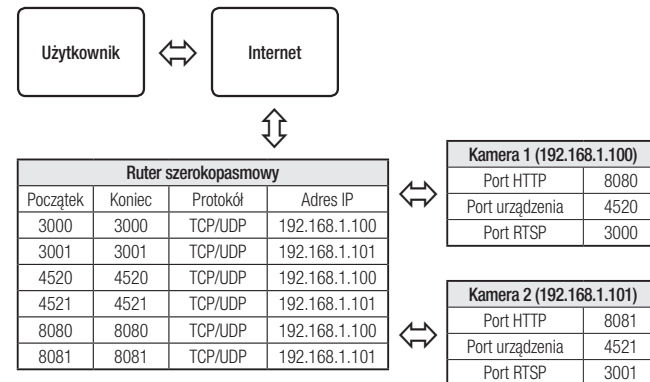 Użytkownik
Internet
Ruter szerokopasmowy
Początek Koniec Protokół Adres IP
3000 3000 TCP/UDP 192.168.1.100
3001 3001 TCP/UDP 192.168.1.101
4520 4520 TCP/UDP 192.168.1.100
4521 4521 TCP/UDP 192.168.1.101
8080 8080 TCP/UDP 192.168.1.100
8081 8081 TCP/UDP 192.168.1.101
Kamera 1 (192.168.1.100)
Port HTTP 8080
Port urządzenia 4520
Port RTSP 3000
Kamera 2 (192.168.1.101)
Port HTTP 8081
Port urządzenia 4521
Port RTSP 3001